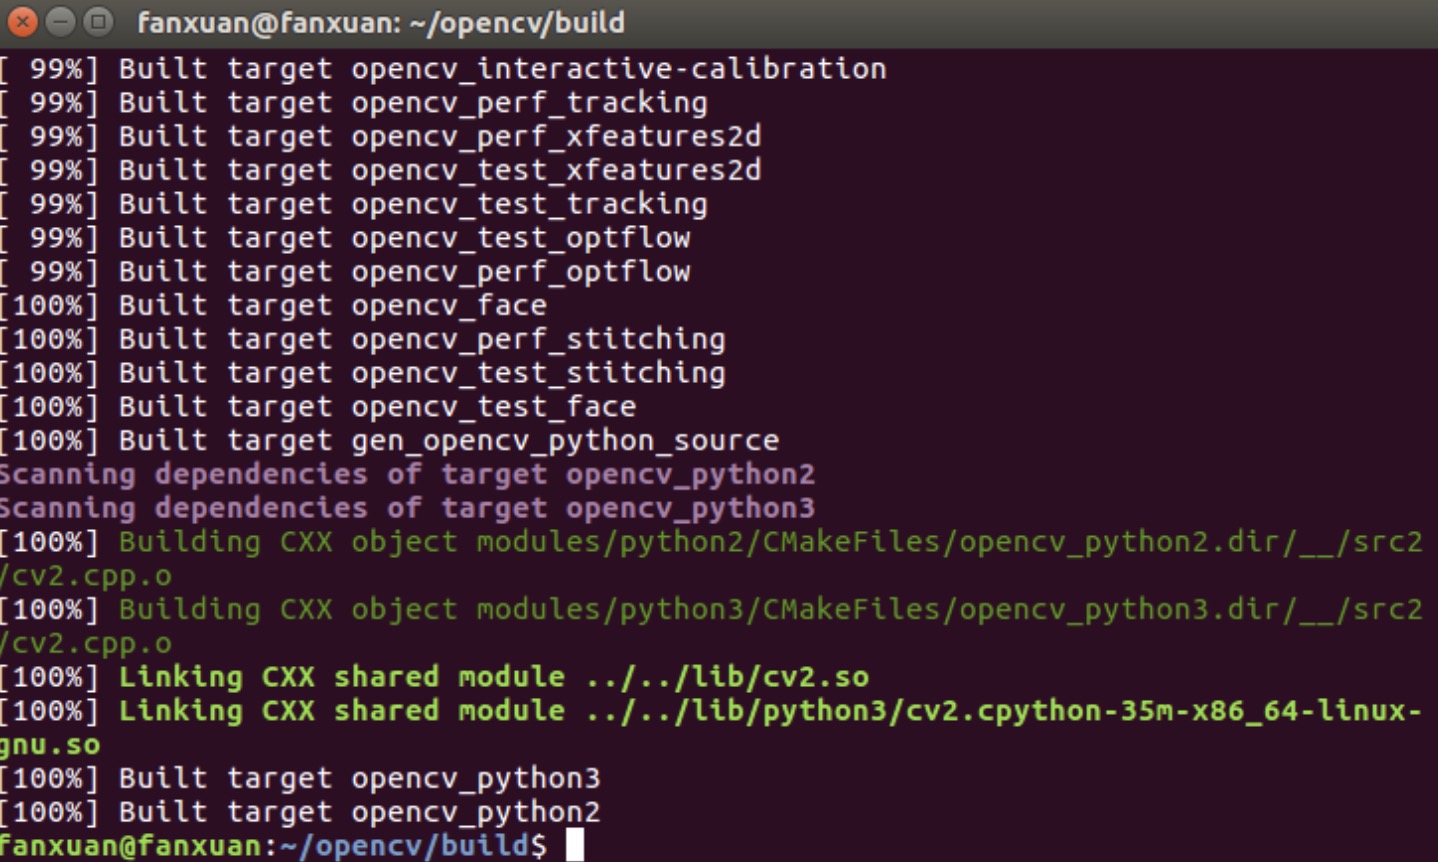 fanxuan@fanxuan: ~/opencv/build
[ 99%] Built target opencv_interactive-calibration
[ 99%] Built target opencv_perf_tracking
[ 99%] Built target opencv_perf_xfeatures2d
[ 99%] Built target opencv_test_xfeatures2d
[ 99%] Built target opencv_test_tracking
[ 99%] Built target opencv_test_optflow
[ 99%] Built target opencv_perf_optflow
[100%] Built target opencv_face
[100%] Built target opencv_perf_stitching
[100%] Built target opencv_test_stitching
[100%] Built target opencv_test_face
[100%] Built target gen_opencv_python_source
Scanning dependencies of target opencv_python2
Scanning dependencies of target opencv_python3
[100%] Building CXX object modules/python2/CMakeFiles/opencv_python2.dir/__/src2
/cv2.cpp.o
[100%] Building CXX object modules/python3/CMakeFiles/opencv_python3.dir/__/src2
/cv2.cpp.o
[100%] Linking CXX shared module ../../lib/cv2.so
[100%] Linking CXX shared module ../../lib/python3/cv2.cpython-35m-x86_64-linux-
gnu.so
[100%] Built target opencv_python3
[100%] Built target opencv_python2
fanxuan@fanxuan:~/opencv/build$